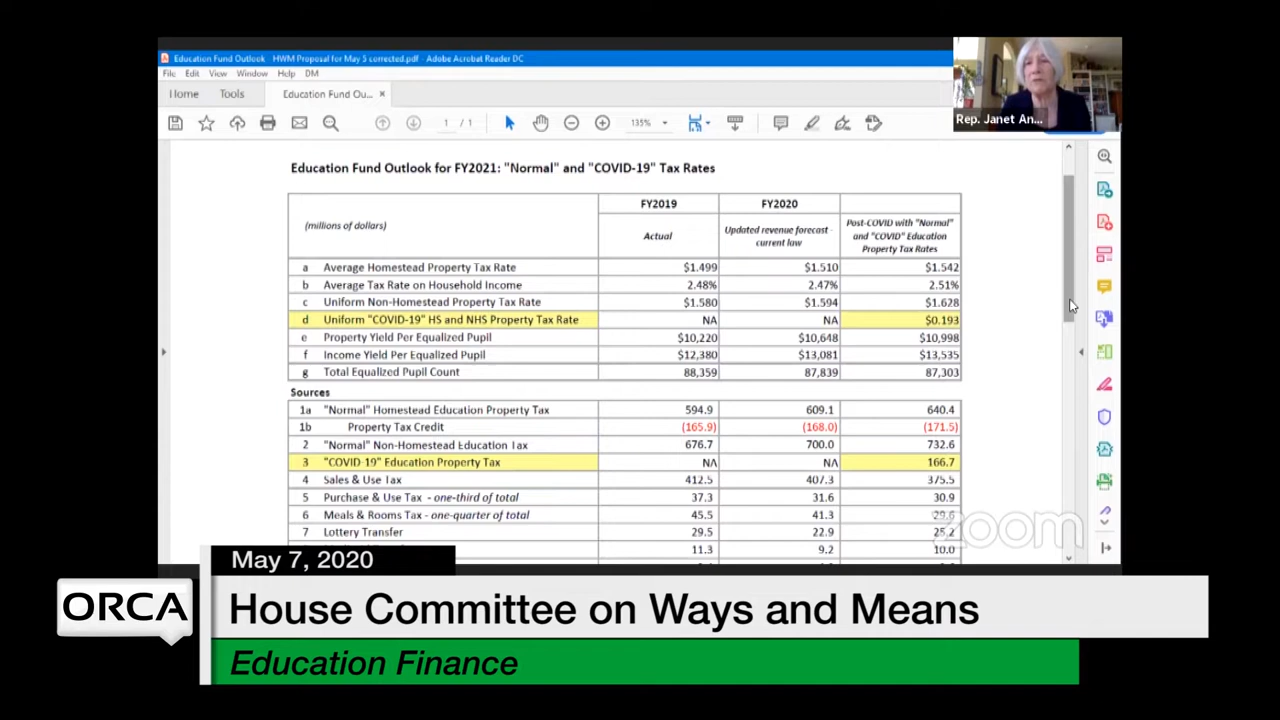 Education Fund Outlook HWM Proposal for May 5 corrected.pdf - Adobe Acrobat Reader DC
File Edit View Window Help DM
Home Tools Education Fund Ou... ×
1 / 1 135%
Rep. Janet An...
Education Fund Outlook for FY2021: "Normal" and "COVID-19" Tax Rates
FY2019 FY2020
(millions of dollars) Actual Updated revenue forecast - current law Post-COVID with "Normal" and "COVID" Education Property Tax Rates
a Average Homestead Property Tax Rate $1.499 $1.510 $1.542
b Average Tax Rate on Household Income 2.48% 2.47% 2.51%
c Uniform Non-Homestead Property Tax Rate $1.580 $1.594 $1.628
d Uniform "COVID-19" HS and NHS Property Tax Rate NA NA $0.193
e Property Yield Per Equalized Pupil $10,220 $10,648 $10,998
f Income Yield Per Equalized Pupil $12,380 $13,081 $13,535
g Total Equalized Pupil Count 88,359 87,839 87,303
Sources
1a "Normal" Homestead Education Property Tax 594.9 609.1 640.4
1b Property Tax Credit (165.9) (168.0) (171.5)
2 "Normal" Non-Homestead Education Tax 676.7 700.0 732.6
3 "COVID-19" Education Property Tax NA NA 166.7
4 Sales & Use Tax 412.5 407.3 375.5
5 Purchase & Use Tax - one-third of total 37.3 31.6 30.9
6 Meals & Rooms Tax - one-quarter of total 45.5 41.3 29.6
7 Lottery Transfer 29.5 22.9 25.2
11.3 9.2 10.0
zoom
May 7, 2020
ORCA
House Committee on Ways and Means
Education Finance